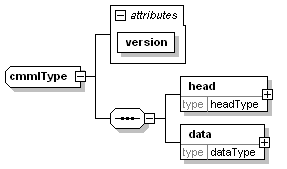 attributes
version
cmmlType
head
type headType
data
type dataType